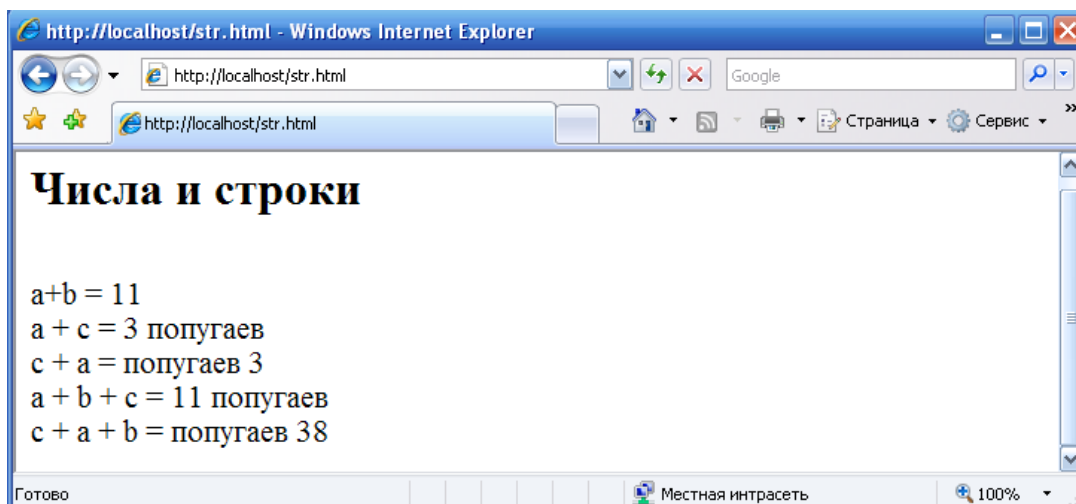 http://localhost/str.html - Windows Internet Explorer
http://localhost/str.html
Google
http://localhost/str.html
Страница
Сервис
»
Числа и строки
a+b = 11
a + c = 3 попугаев
c + a = попугаев 3
a + b + c = 11 попугаев
c + a + b = попугаев 38
Готово
Местная интрасеть
100%